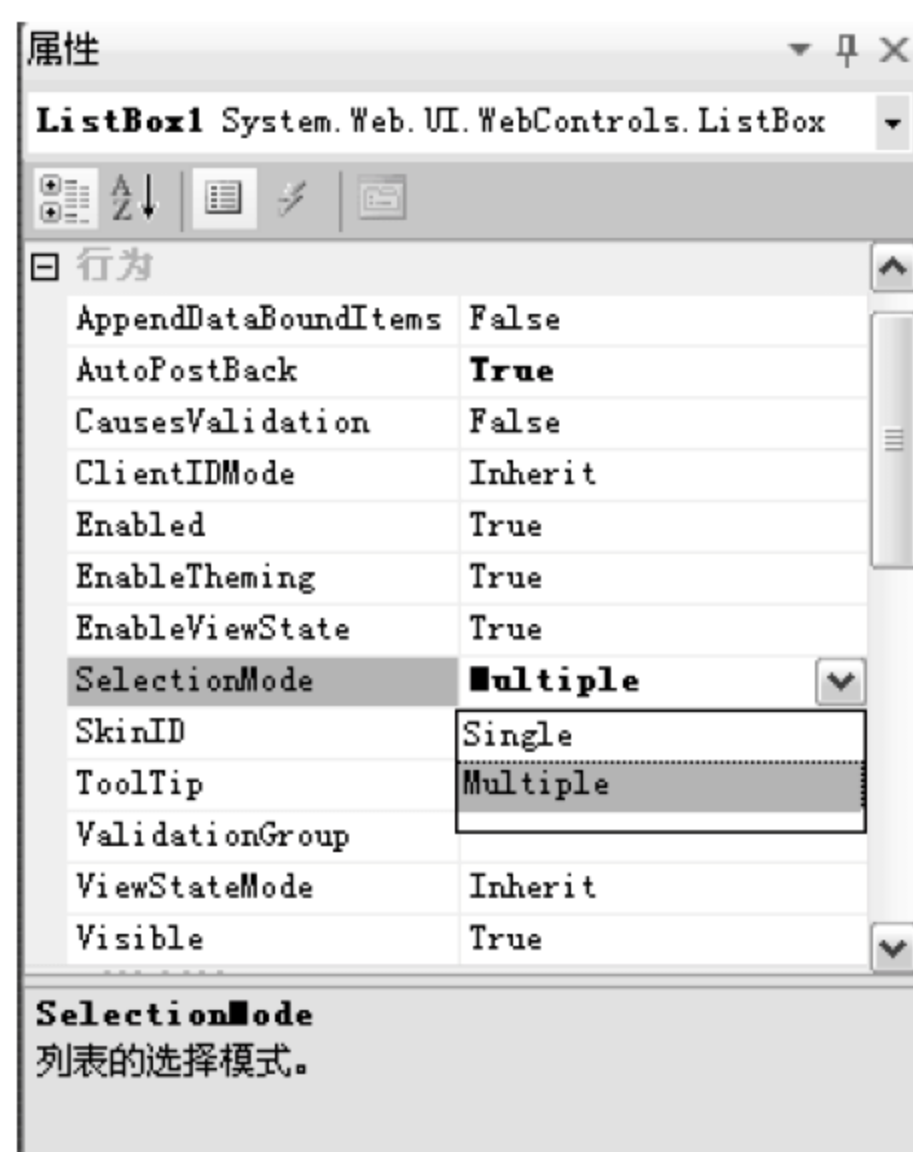 属性
ListBox1 System.Web.UI.WebControls.ListBox
行为
AppendDataBoundItems False
AutoPostBack True
CausesValidation False
ClientIDMode Inherit
Enabled True
EnableTheming True
EnableViewState True
SelectionMode Multiple
SkinID
Single
ToolTip
Multiple
ValidationGroup
ViewStateMode Inherit
Visible True
SelectionMode
列表的选择模式。